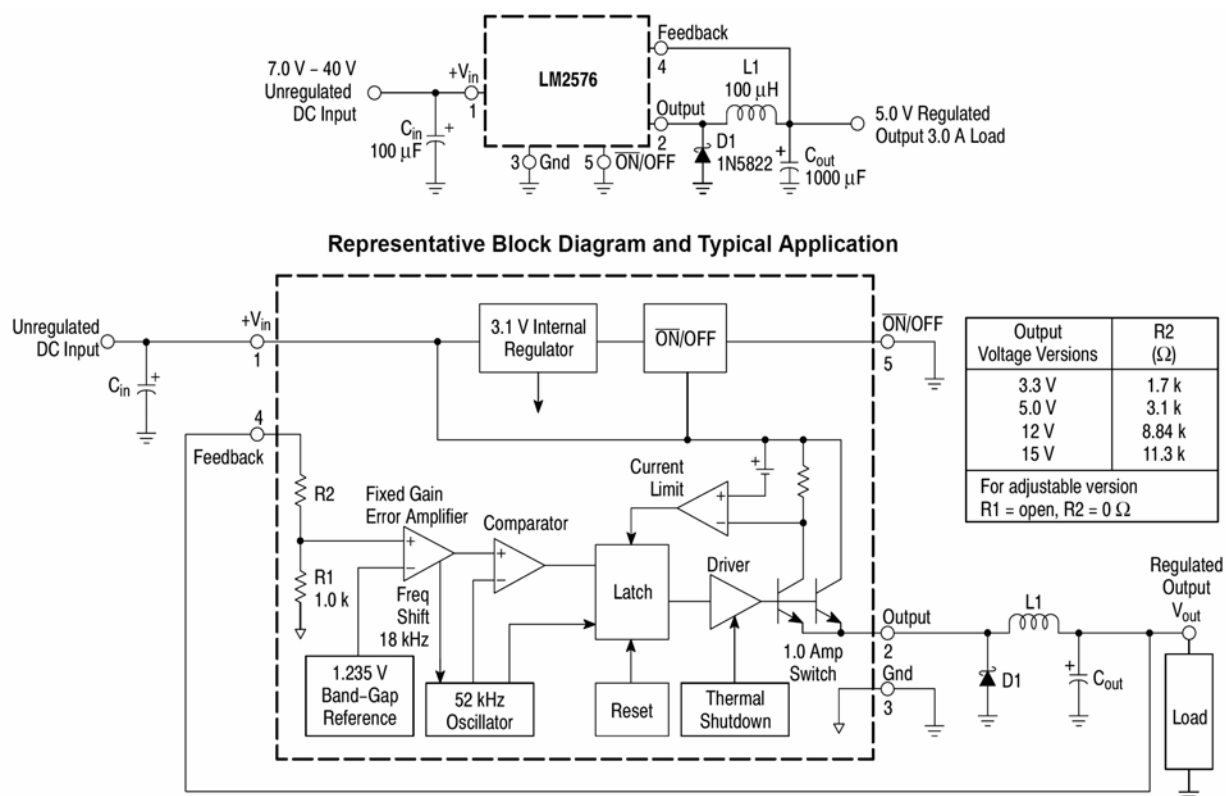 Feedback
4
7.0 V – 40 V
Unregulated
DC Input
+Vin
1
LM2576
L1
100 μH
Output
2
5.0 V Regulated
Output 3.0 A Load
Cin
100 μF
+
3
Gnd
5
ON/OFF
D1
1N5822
+
Cout
1000 μF
Representative Block Diagram and Typical Application
Unregulated
DC Input
+Vin
1
3.1 V Internal
Regulator
ON/OFF
ON/OFF
5
Output
Voltage Versions
R2
(Ω)
3.3 V
1.7 k
5.0 V
3.1 k
12 V
8.84 k
15 V
11.3 k
For adjustable version
R1 = open, R2 = 0 Ω
Cin
+
4
Feedback
R2
Fixed Gain
Error Amplifier
Comparator
Current
Limit
+
+
–
+
–
+
–
R1
1.0 k
Freq
Shift
18 kHz
Latch
Driver
Regulated
Output
Vout
Output
2
L1
1.0 Amp
Switch
Gnd
3
D1
+
Cout
Load
1.235 V
Band–Gap
Reference
52 kHz
Oscillator
Reset
Thermal
Shutdown